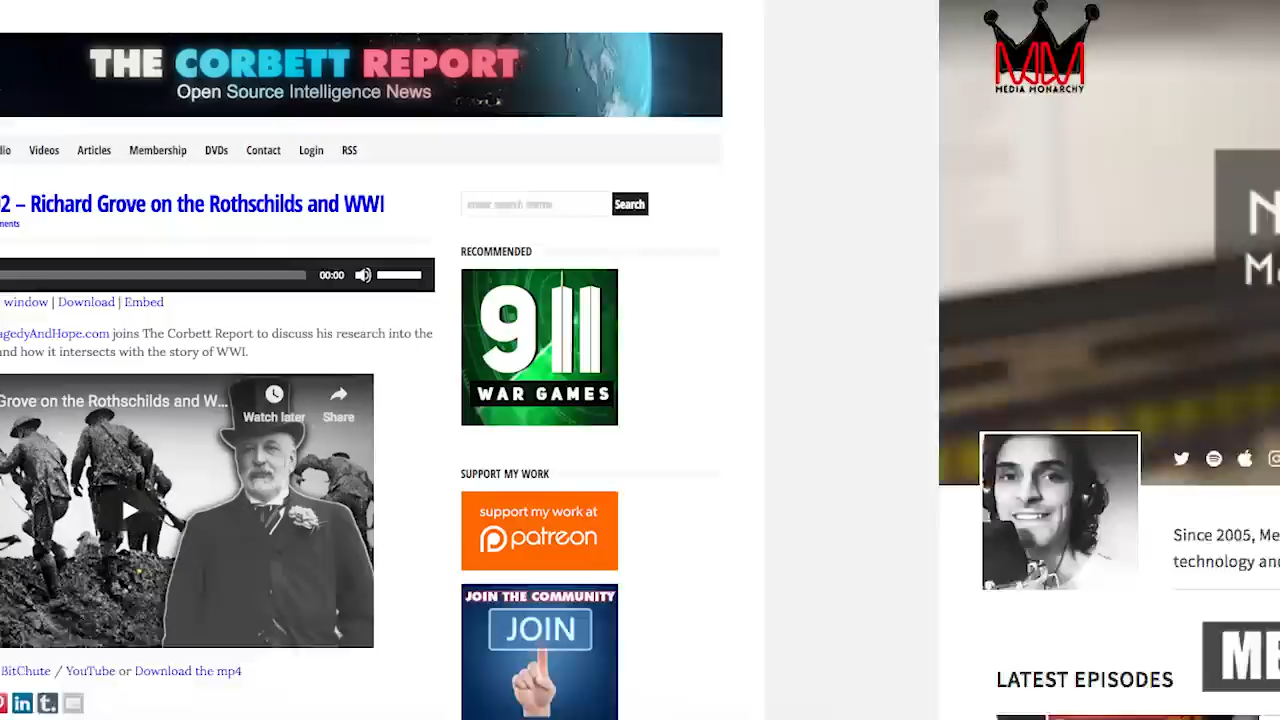 THE CORBETT REPORT
Open Source Intelligence News
Videos
Articles
Membership
DVDs
Contact
Login
RSS
– Richard Grove on the Rothschilds and WWI
Search
00:00
window | Download | Embed
joins The Corbett Report to discuss his research into the
and how it intersects with the story of WWI.
Grove on the Rothschilds and W...
Watch later
Share
BitChute / YouTube or Download the mp4
RECOMMENDED
911
WAR GAMES
SUPPORT MY WORK
support my work at
patreon
JOIN THE COMMUNITY
JOIN
MM
MEDIA MONARCHY
Since 2005, Me
technology and
LATEST EPISODES